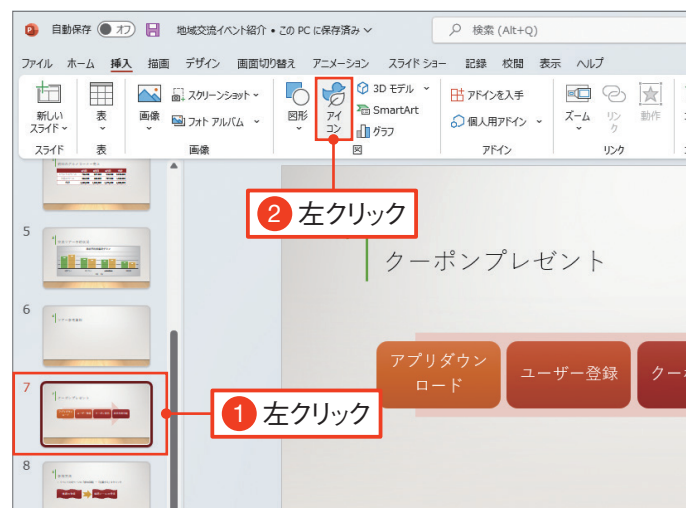 自動保存 オフ 地域交流イベント紹介 • この PC に保存済み 検索 (Alt+Q)
ファイル ホーム 挿入 描画 デザイン 画面切り替え アニメーション スライド ショー 記録 校閲 表示 ヘルプ
新しい
スライド
表
画像
スクリーンショット
フォト アルバム
図形
アイ
コン
3D モデル
SmartArt
グラフ
アドインを入手
個人用アドイン
ズーム
リン
ク
動作
スライド 表 画像 図 アドイン リンク
② 左クリック
5
クーポンプレゼント
6
アプリダウン
ロード
ユーザー登録
クーポ
7
① 左クリック
8